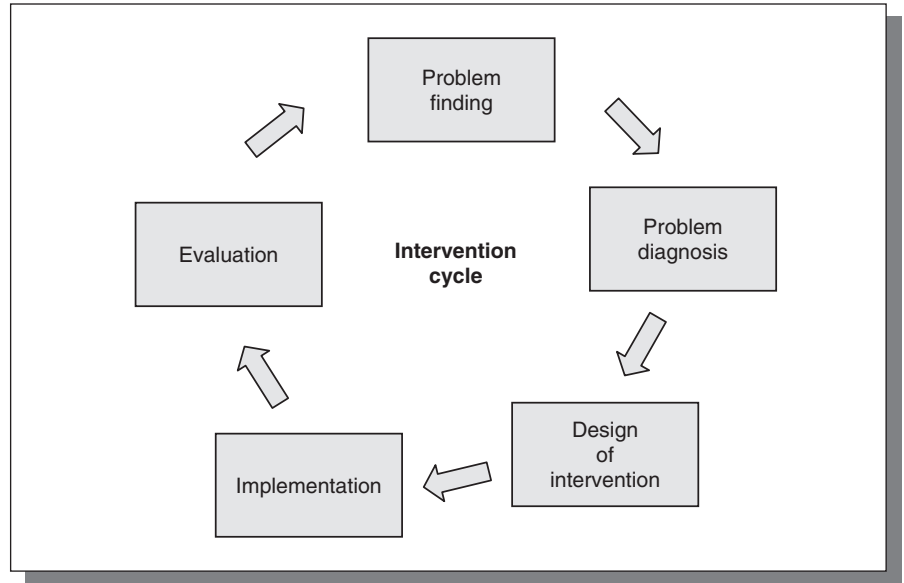 Problem
finding
Problem
diagnosis
Design
of
intervention
Implementation
Evaluation
Intervention
cycle